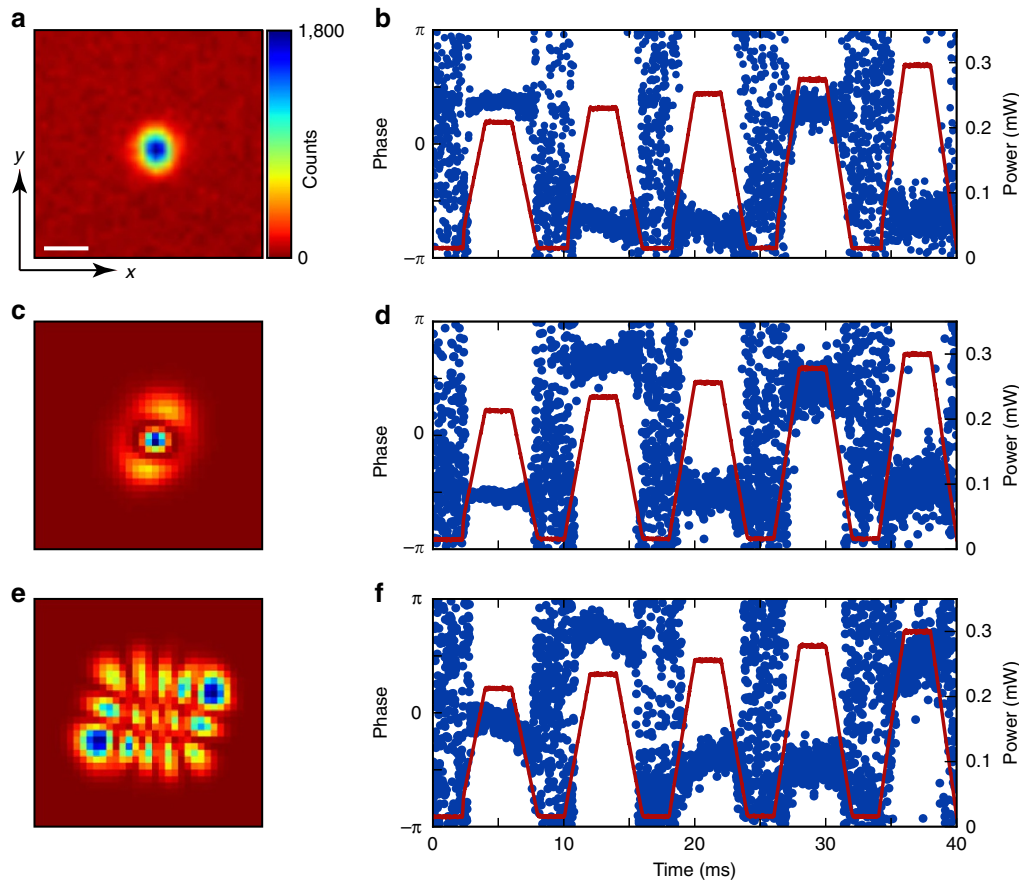 a
1,800
Counts
0
y
x
b
π
0
−π
Phase
0.3
0.2
0.1
0
Power (mW)
c
d
π
0
−π
Phase
0.3
0.2
0.1
0
Power (mW)
e
f
π
0
−π
Phase
0.3
0.2
0.1
0
Power (mW)
0 10 20 30 40
Time (ms)